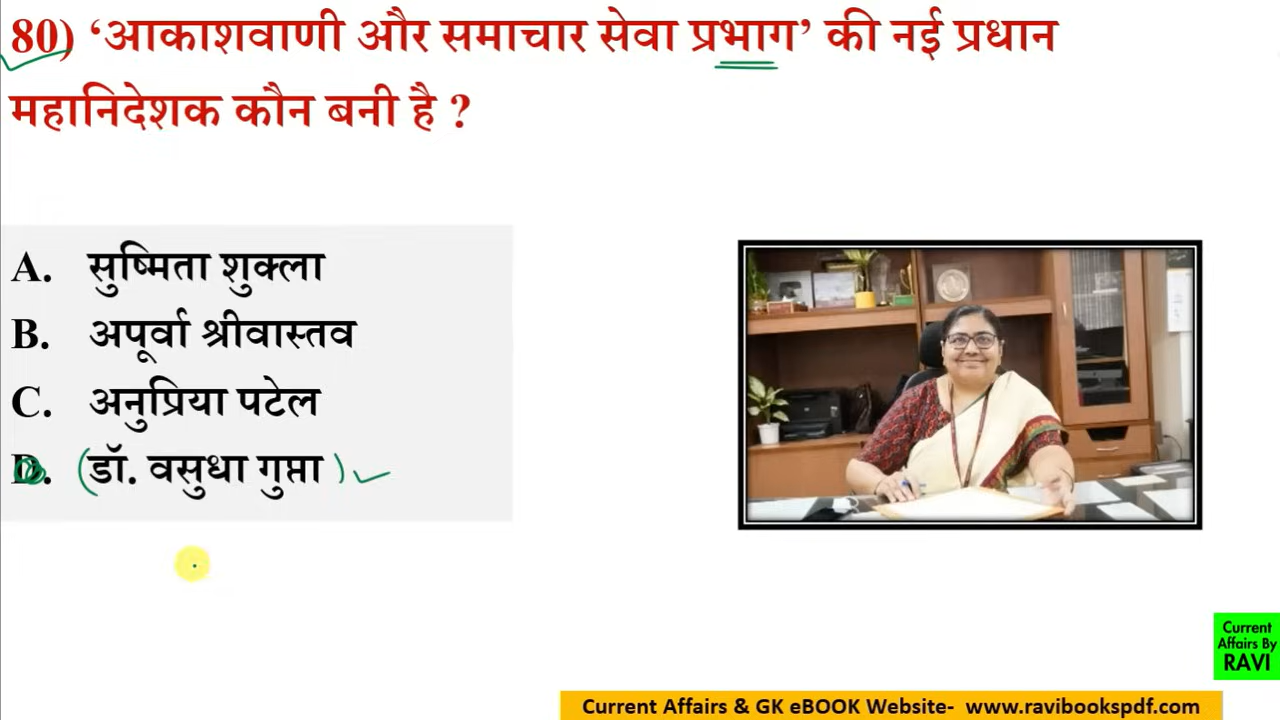 80) ‘आकाशवाणी और समाचार सेवा प्रभाग’ की नई प्रधान
महानिदेशक कौन बनी है ?
A. सुष्मिता शुक्ला
B. अपूर्वा श्रीवास्तव
C. अनुप्रिया पटेल
D. (डॉ. वसुधा गुप्ता)
Current
Affairs By
RAVI
Current Affairs & GK eBOOK Website- www.ravibookspdf.com